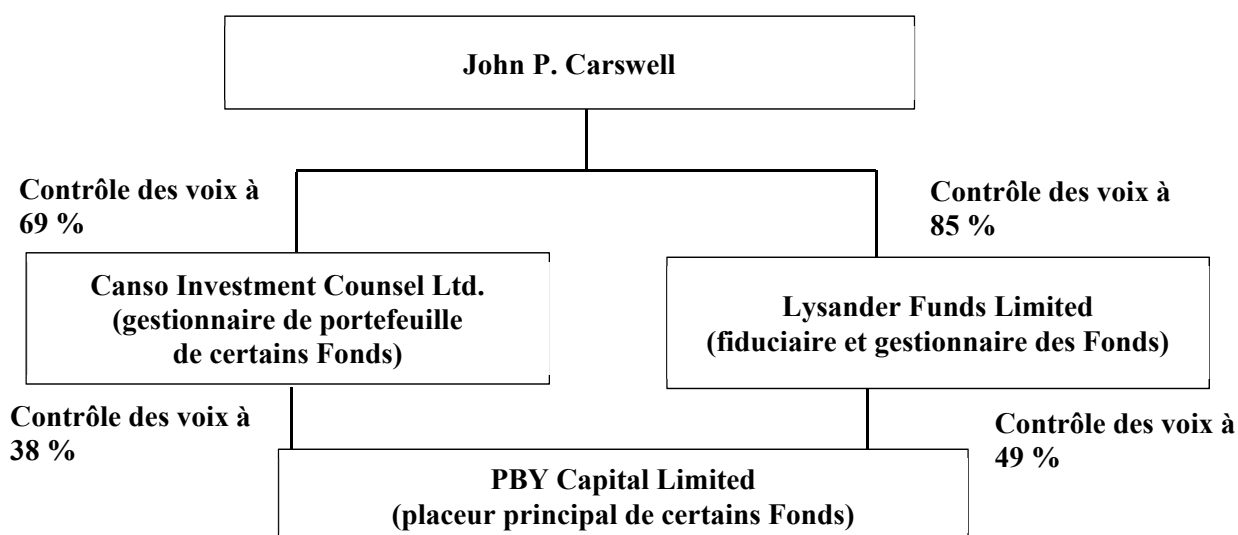 John P. Carswell
Contrôle des voix à
69 %
Contrôle des voix à
85 %
Canso Investment Counsel Ltd.
(gestionnaire de portefeuille
de certains Fonds)
Lysander Funds Limited
(fiduciaire et gestionnaire des Fonds)
Contrôle des voix à
38 %
Contrôle des voix à
49 %
PBY Capital Limited
(placeur principal de certains Fonds)